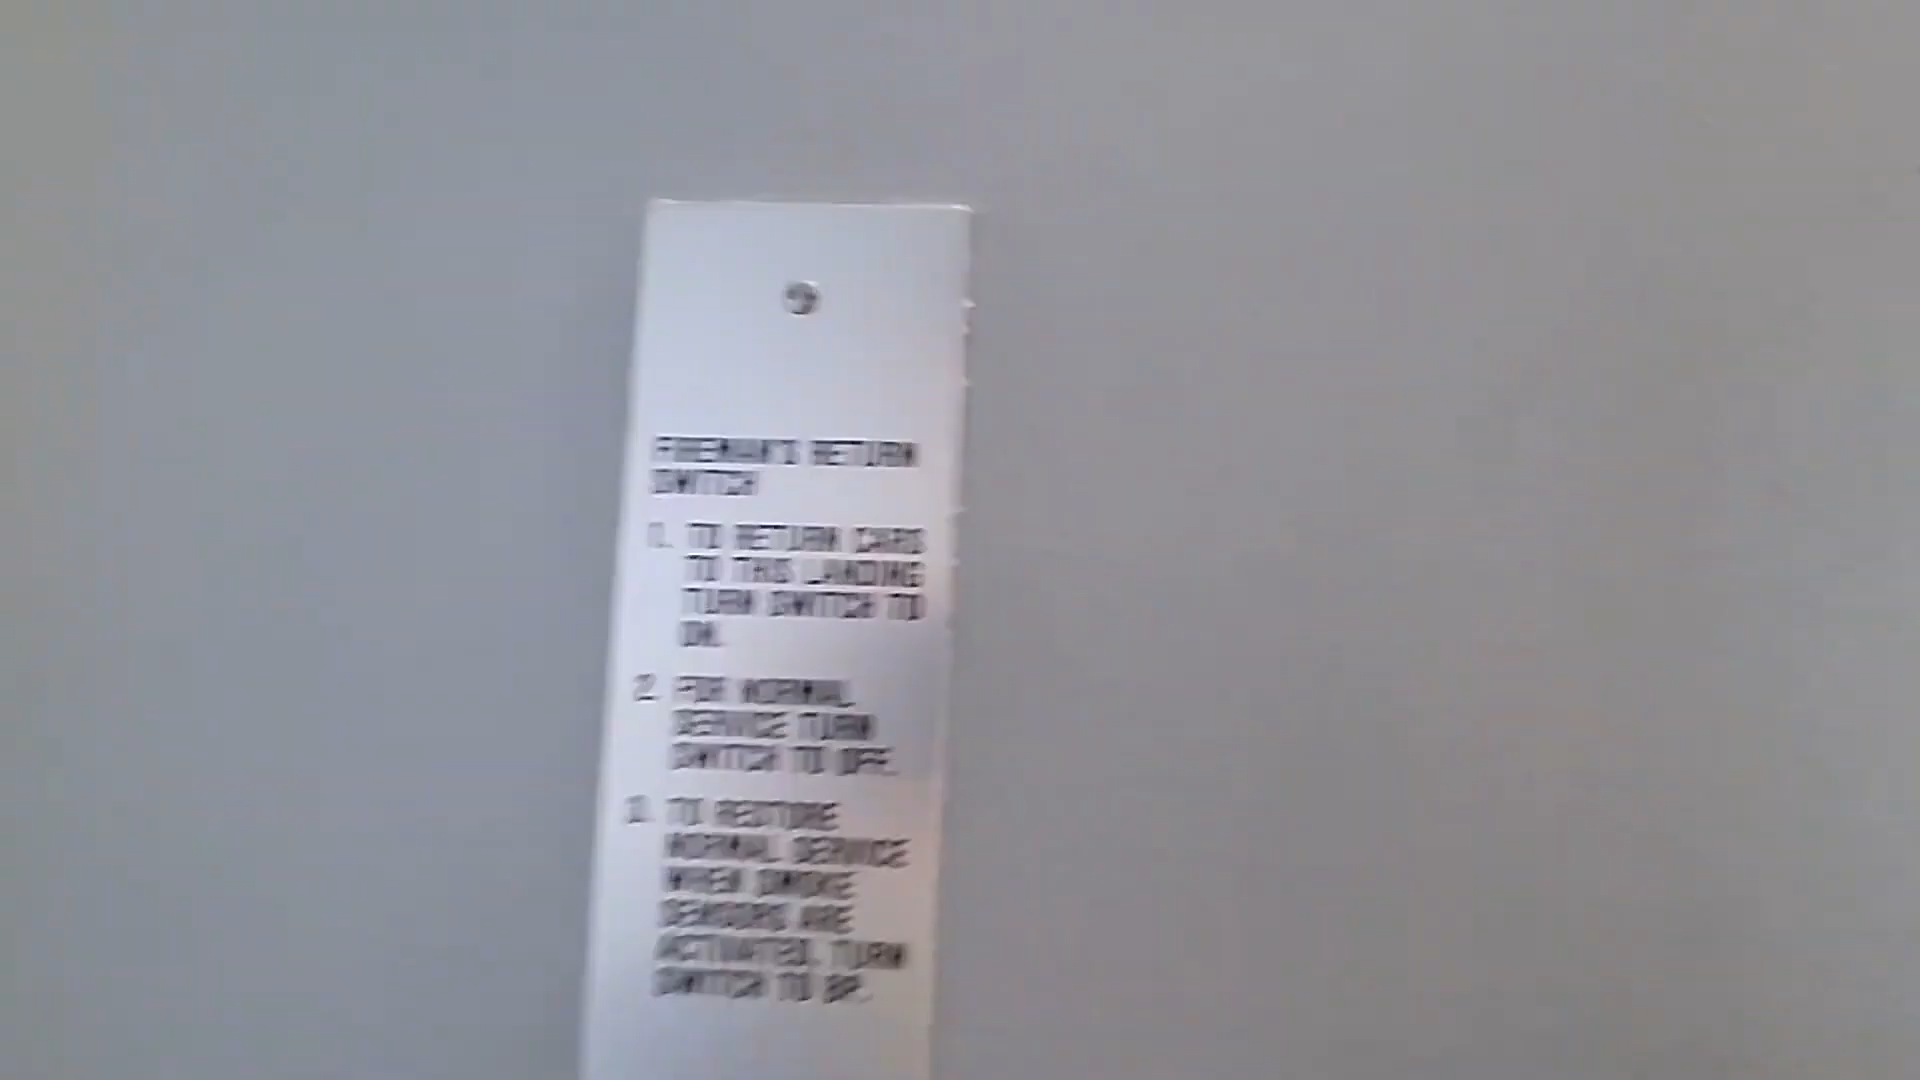 FIREMAN'S RETURN
SWITCH
1. TO RETURN CARS
TO THIS LANDING
TURN SWITCH TO
ON.
2. FOR NORMAL
SERVICE TURN
SWITCH TO OFF.
3. TO RESTORE
NORMAL SERVICE
WHEN SMOKE
SENSORS ARE
ACTIVATED, TURN
SWITCH TO BP.